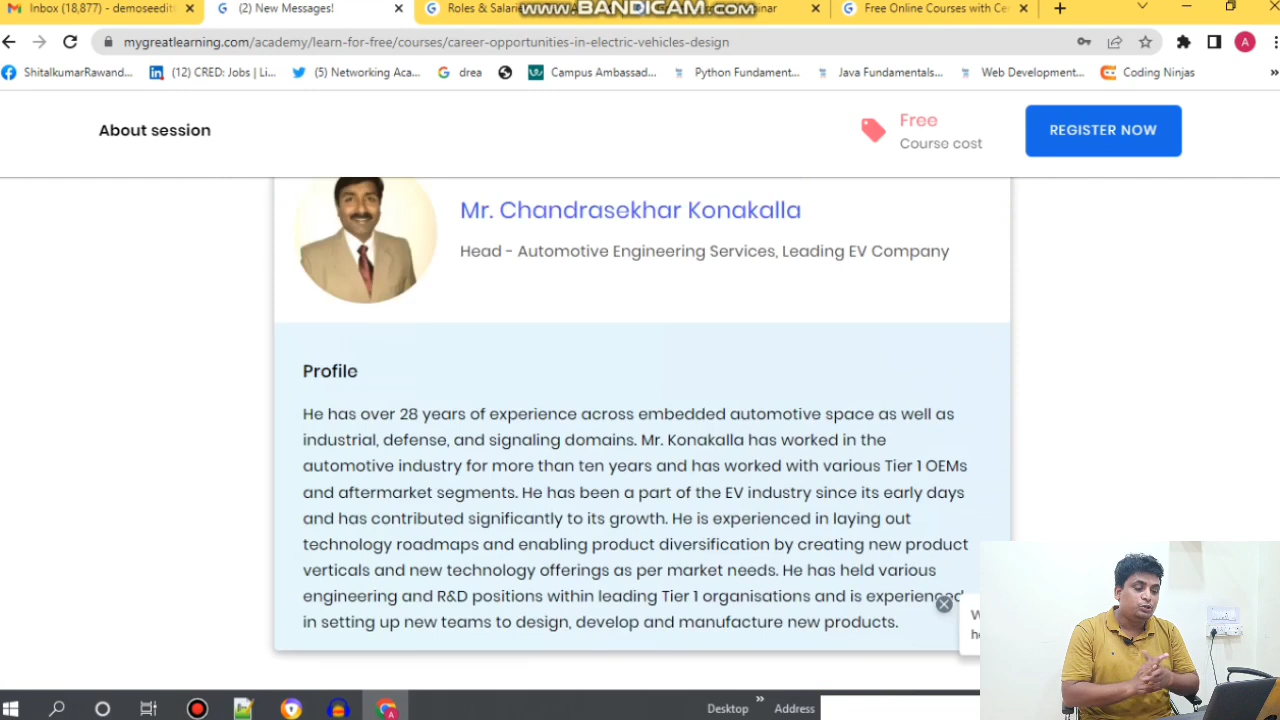 Inbox (18,877) - demoseedit
(2) New Messages!
Roles & Salari
www.BANDICAM.com
inar
Free Online Courses with Cer
mygreatlearning.com/academy/learn-for-free/courses/career-opportunities-in-electric-vehicles-design
A
ShitalkumarRawand...
(12) CRED: Jobs | Li...
(5) Networking Aca...
drea
Campus Ambassad...
Python Fundament...
Java Fundamentals...
Web Development...
Coding Ninjas
»
About session
Free
Course cost
REGISTER NOW
Mr. Chandrasekhar Konakalla
Head - Automotive Engineering Services, Leading EV Company
Profile
He has over 28 years of experience across embedded automotive space as well as
industrial, defense, and signaling domains. Mr. Konakalla has worked in the
automotive industry for more than ten years and has worked with various Tier 1 OEMs
and aftermarket segments. He has been a part of the EV industry since its early days
and has contributed significantly to its growth. He is experienced in laying out
technology roadmaps and enabling product diversification by creating new product
verticals and new technology offerings as per market needs. He has held various
engineering and R&D positions within leading Tier 1 organisations and is experienced
in setting up new teams to design, develop and manufacture new products.
Desktop
»
Address